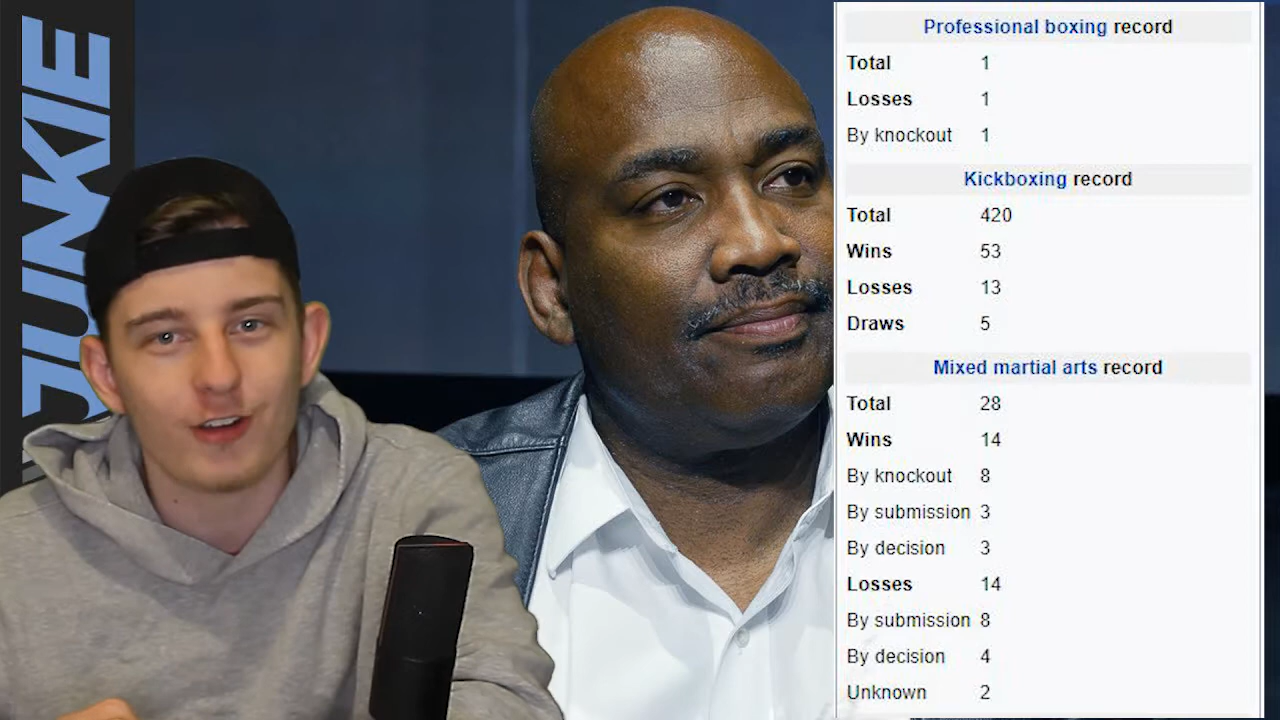 JUNKIE
Professional boxing record
Total 1
Losses 1
By knockout 1
Kickboxing record
Total 420
Wins 53
Losses 13
Draws 5
Mixed martial arts record
Total 28
Wins 14
By knockout 8
By submission 3
By decision 3
Losses 14
By submission 8
By decision 4
Unknown 2